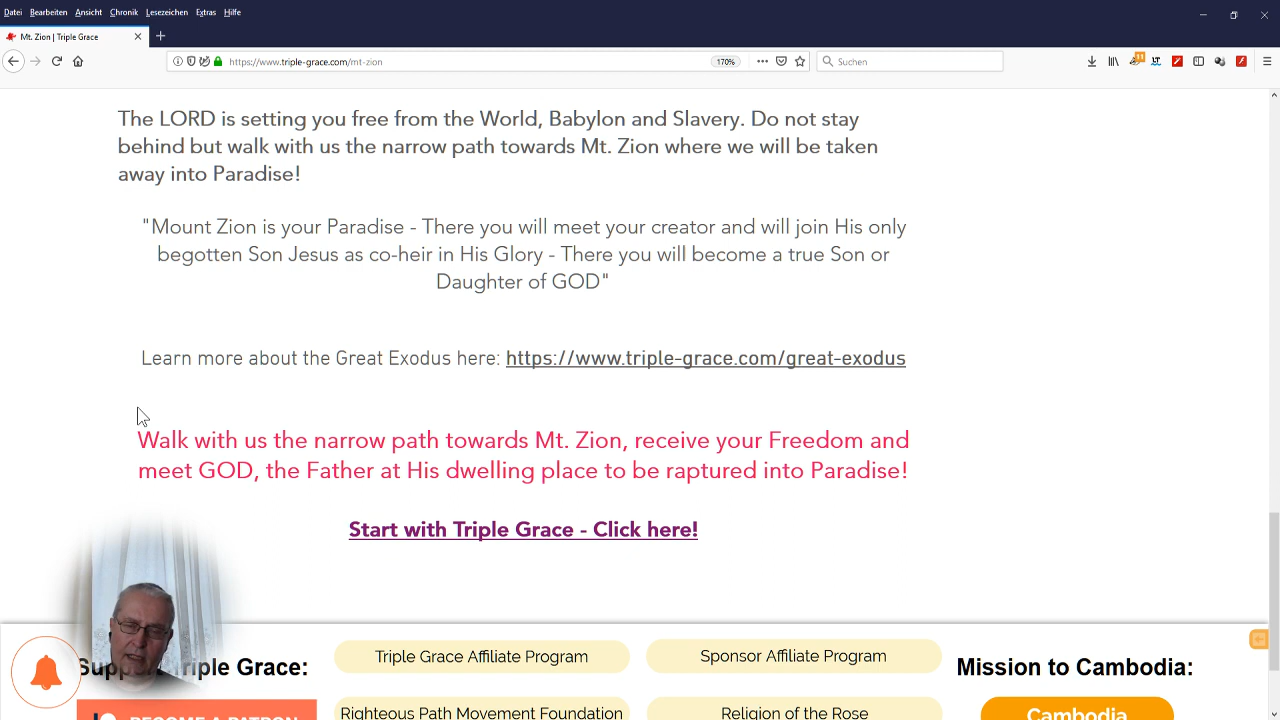 Datei Bearbeiten Ansicht Chronik Lesezeichen Extras Hilfe
Mt. Zion | Triple Grace
https://www.triple-grace.com/mt-zion
170%
Suchen
The LORD is setting you free from the World, Babylon and Slavery. Do not stay
behind but walk with us the narrow path towards Mt. Zion where we will be taken
away into Paradise!
"Mount Zion is your Paradise - There you will meet your creator and will join His only
begotten Son Jesus as co-heir in His Glory - There you will become a true Son or
Daughter of GOD"
Learn more about the Great Exodus here: https://www.triple-grace.com/great-exodus
Walk with us the narrow path towards Mt. Zion, receive your Freedom and
meet GOD, the Father at His dwelling place to be raptured into Paradise!
Start with Triple Grace - Click here!
Triple Grace Affiliate Program
Sponsor Affiliate Program
Grace:
Mission to Cambodia:
BECOME A PATRON
Righteous Path Movement Foundation
Religion of the Rose
Cambodia